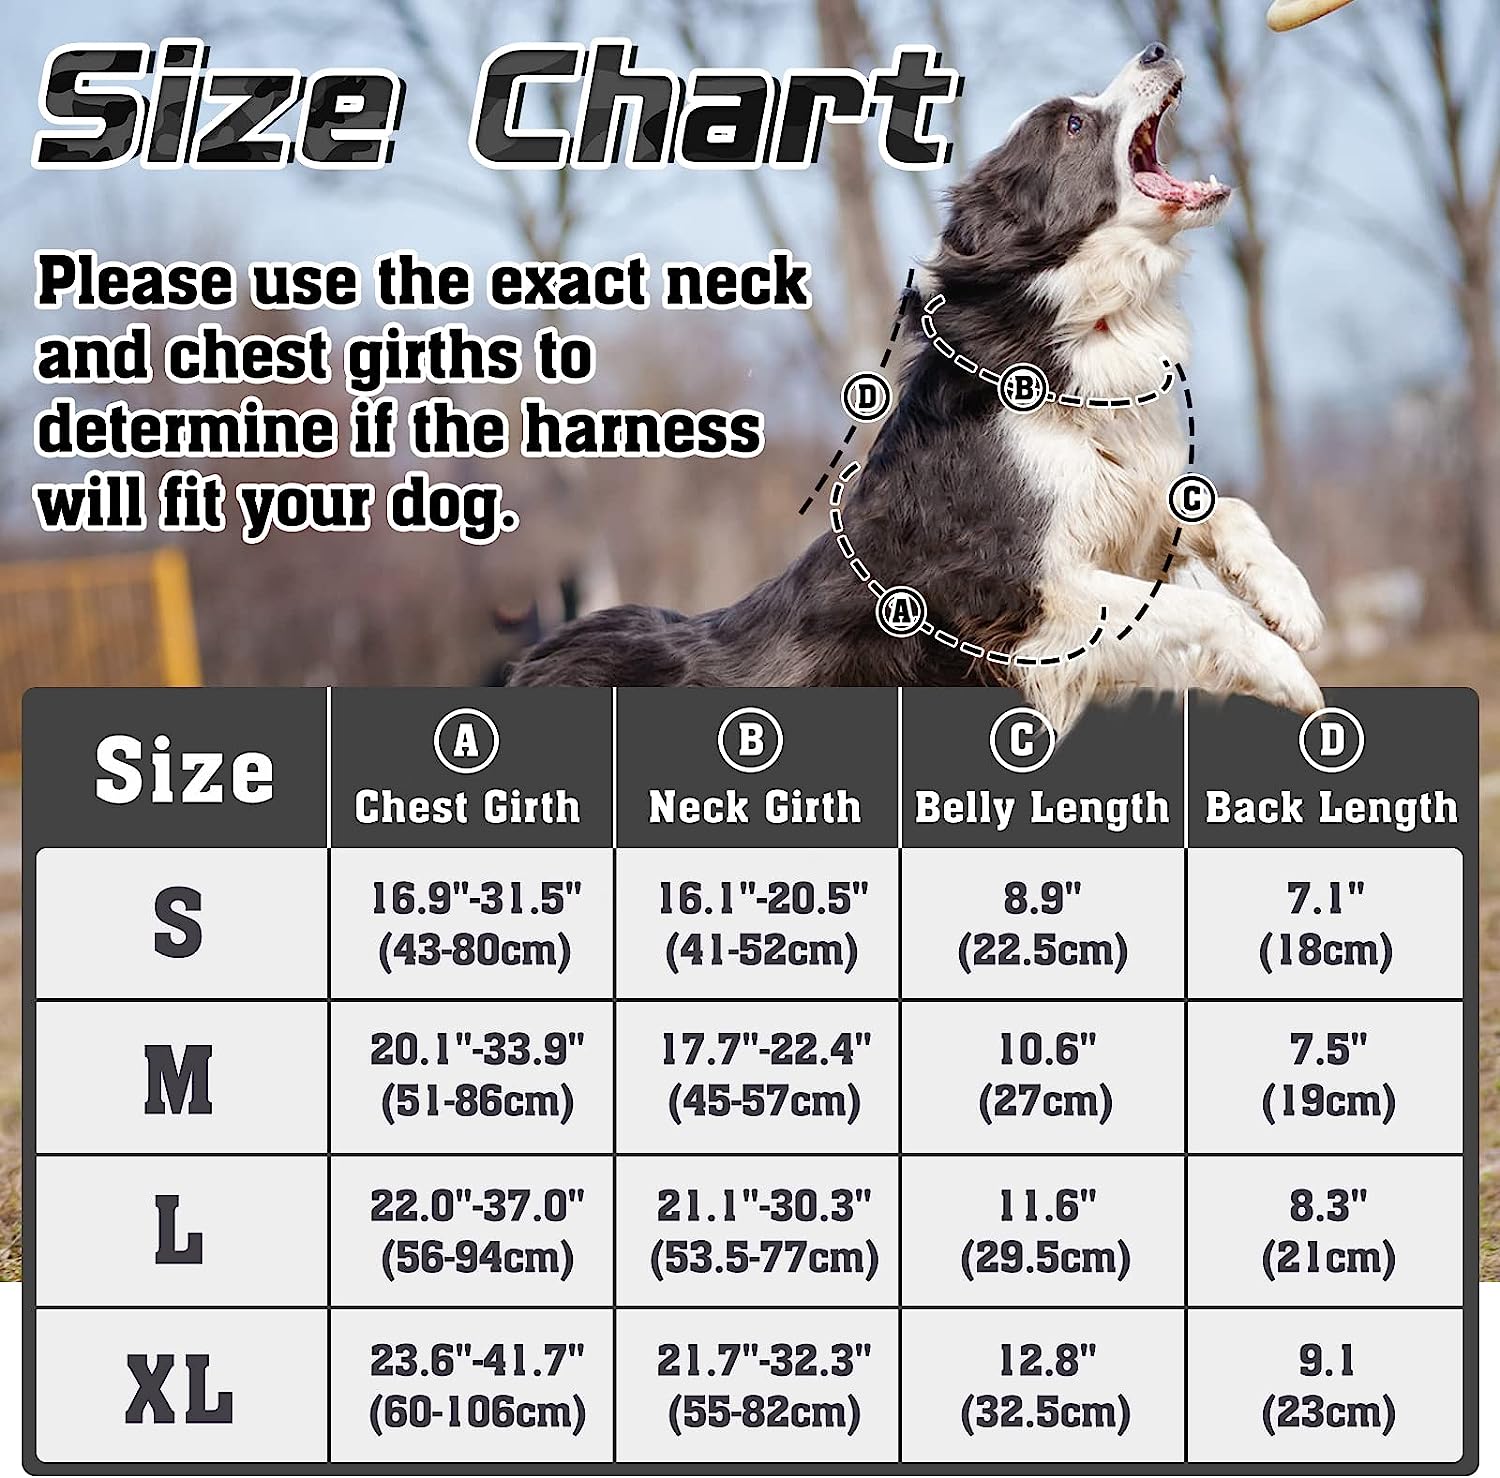 Size Chart
Please use the exact neck
and chest girths to
determine if the harness
will fit your dog.
D
B
C
A
Size
A
Chest Girth
B
Neck Girth
C
Belly Length
D
Back Length
S
16.9"-31.5"
(43-80cm)
16.1"-20.5"
(41-52cm)
8.9"
(22.5cm)
7.1"
(18cm)
M
20.1"-33.9"
(51-86cm)
17.7"-22.4"
(45-57cm)
10.6"
(27cm)
7.5"
(19cm)
L
22.0"-37.0"
(56-94cm)
21.1"-30.3"
(53.5-77cm)
11.6"
(29.5cm)
8.3"
(21cm)
XL
23.6"-41.7"
(60-106cm)
21.7"-32.3"
(55-82cm)
12.8"
(32.5cm)
9.1
(23cm)